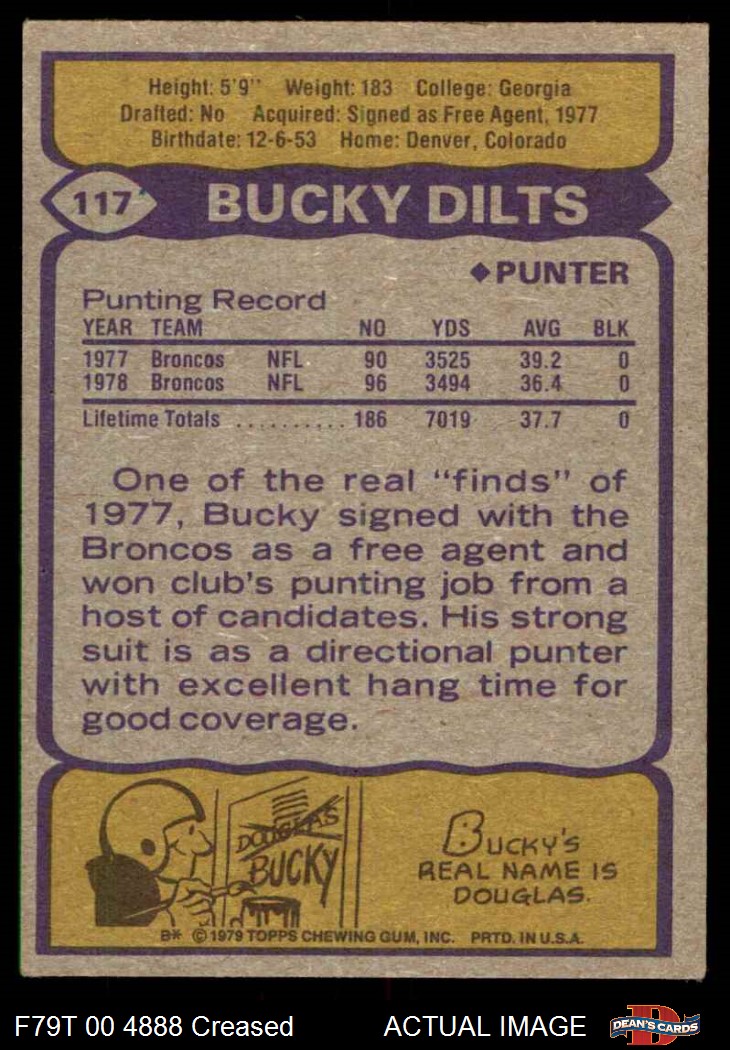 Height: 5'9" Weight: 183 College: Georgia
Drafted: No Acquired: Signed as Free Agent, 1977
Birthdate: 12-6-53 Home: Denver, Colorado
117 BUCKY DILTS
◆PUNTER
Punting Record
YEAR TEAM NO YDS AVG BLK
1977 Broncos NFL 90 3525 39.2 0
1978 Broncos NFL 96 3494 36.4 0
Lifetime Totals .......... 186 7019 37.7 0
One of the real "finds" of
1977, Bucky signed with the
Broncos as a free agent and
won club's punting job from a
host of candidates. His strong
suit is as a directional punter
with excellent hang time for
good coverage.
DOUGLAS
BUCKY
BUCKY'S
REAL NAME IS
DOUGLAS.
B* © 1979 TOPPS CHEWING GUM, INC. PRTD. IN U.S.A.
F79T 00 4888 Creased ACTUAL IMAGE
D
DEAN'S CARDS